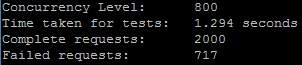 Concurrency Level:      800
Time taken for tests:   1.294 seconds
Complete requests:      2000
Failed requests:        717